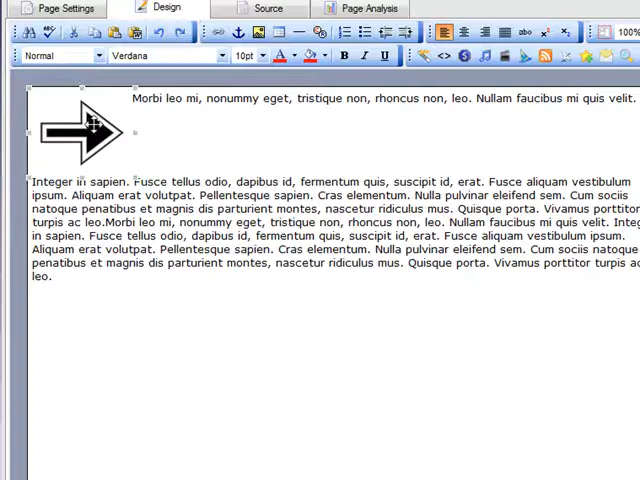 Page Settings Design Source Page Analysis
abc x₂ x² 100%
Normal Verdana 10pt A B I U
Morbi leo mi, nonummy eget, tristique non, rhoncus non, leo. Nullam faucibus mi quis velit.
Integer in sapien. Fusce tellus odio, dapibus id, fermentum quis, suscipit id, erat. Fusce aliquam vestibulum
ipsum. Aliquam erat volutpat. Pellentesque sapien. Cras elementum. Nulla pulvinar eleifend sem. Cum sociis
natoque penatibus et magnis dis parturient montes, nascetur ridiculus mus. Quisque porta. Vivamus porttitor
turpis ac leo.Morbi leo mi, nonummy eget, tristique non, rhoncus non, leo. Nullam faucibus mi quis velit. Integ
in sapien. Fusce tellus odio, dapibus id, fermentum quis, suscipit id, erat. Fusce aliquam vestibulum ipsum.
Aliquam erat volutpat. Pellentesque sapien. Cras elementum. Nulla pulvinar eleifend sem. Cum sociis natoque
penatibus et magnis dis parturient montes, nascetur ridiculus mus. Quisque porta. Vivamus porttitor turpis ac
leo.